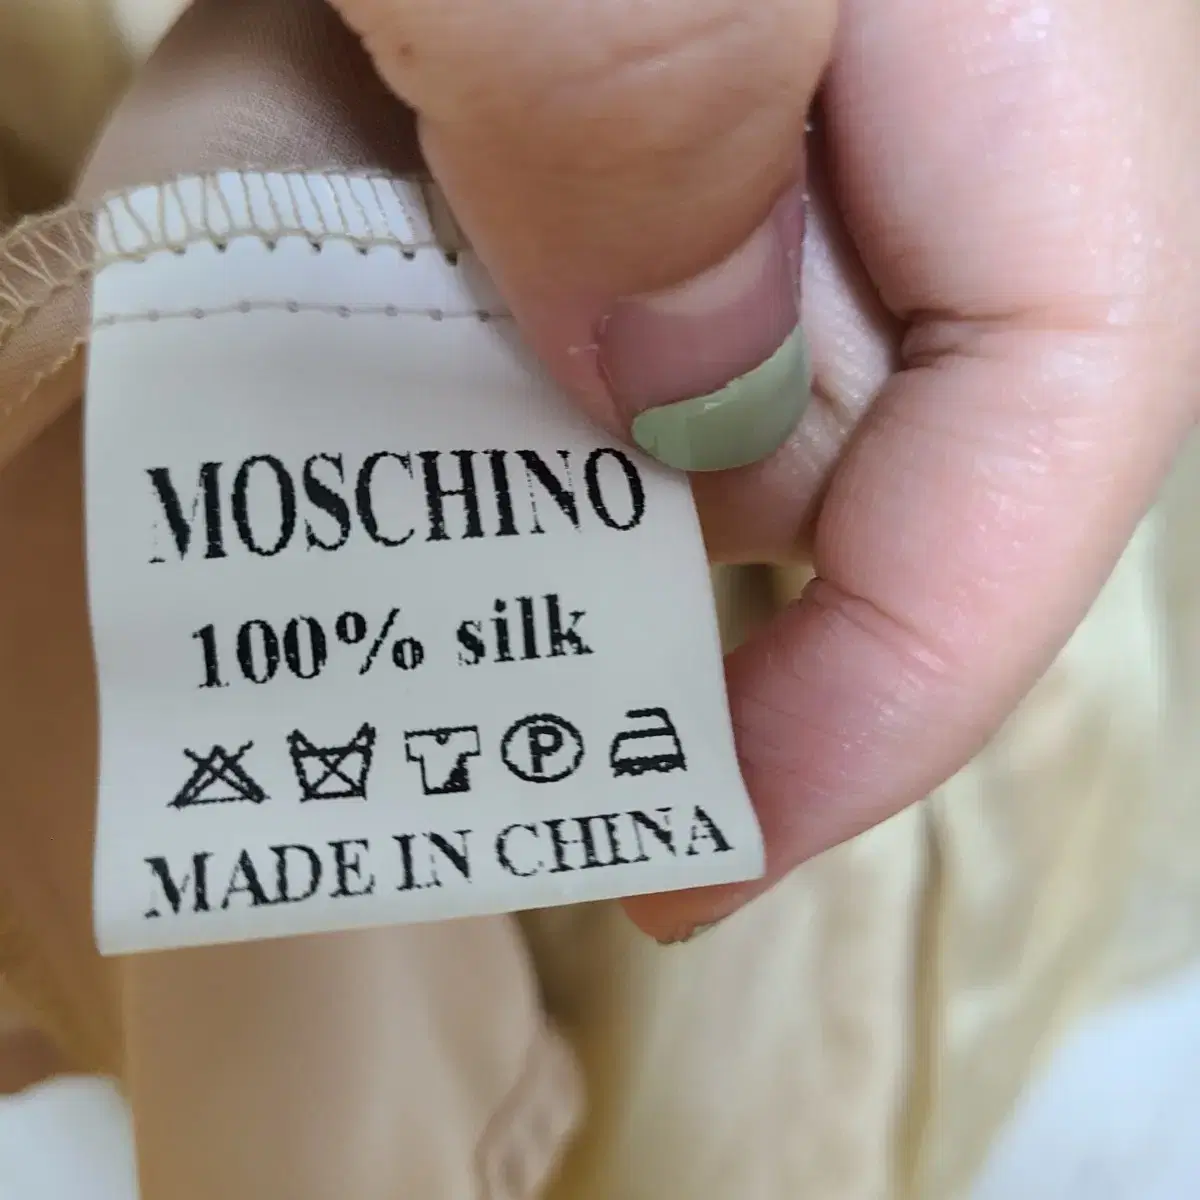 MOSCHINO
100% silk
P
MADE IN CHINA